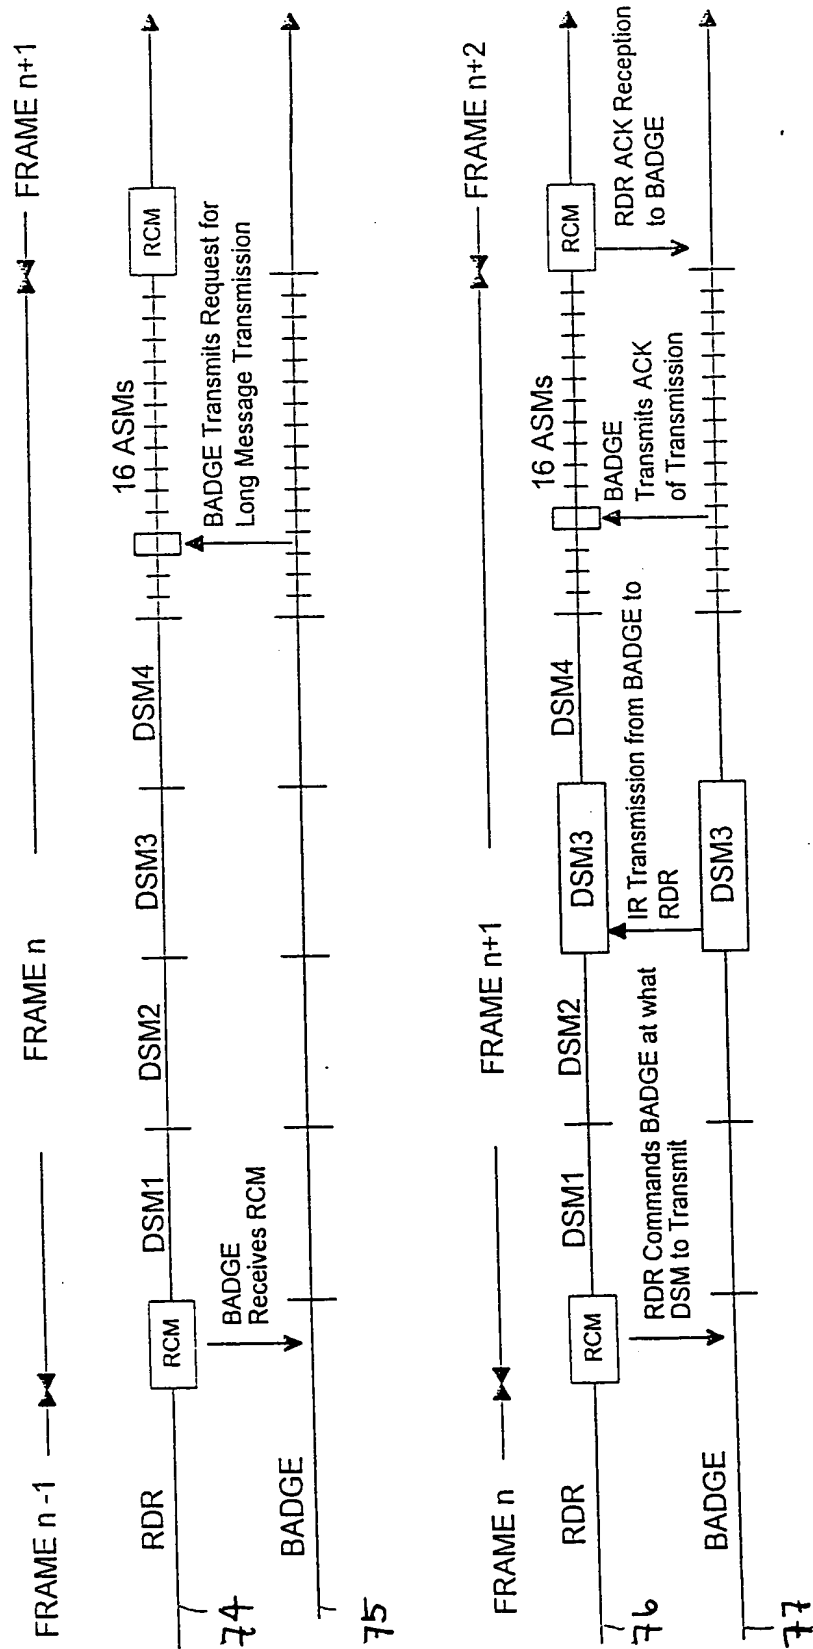 FRAME n -1
FRAME n
FRAME n+1
RDR
RCM
DSM1
DSM2
DSM3
DSM4
16 ASMs
RCM
74
BADGE
Receives RCM
BADGE Transmits Request for
Long Message Transmission
BADGE
75
FRAME n
FRAME n+1
FRAME n+2
RDR
RCM
DSM1
DSM2
DSM3
DSM4
16 ASMs
RCM
76
RDR Commands BADGE at what
DSM to Transmit
IR Transmission from BADGE to
RDR
BADGE
Transmits ACK
of Transmission
RDR ACK Reception
to BADGE
BADGE
DSM3
77